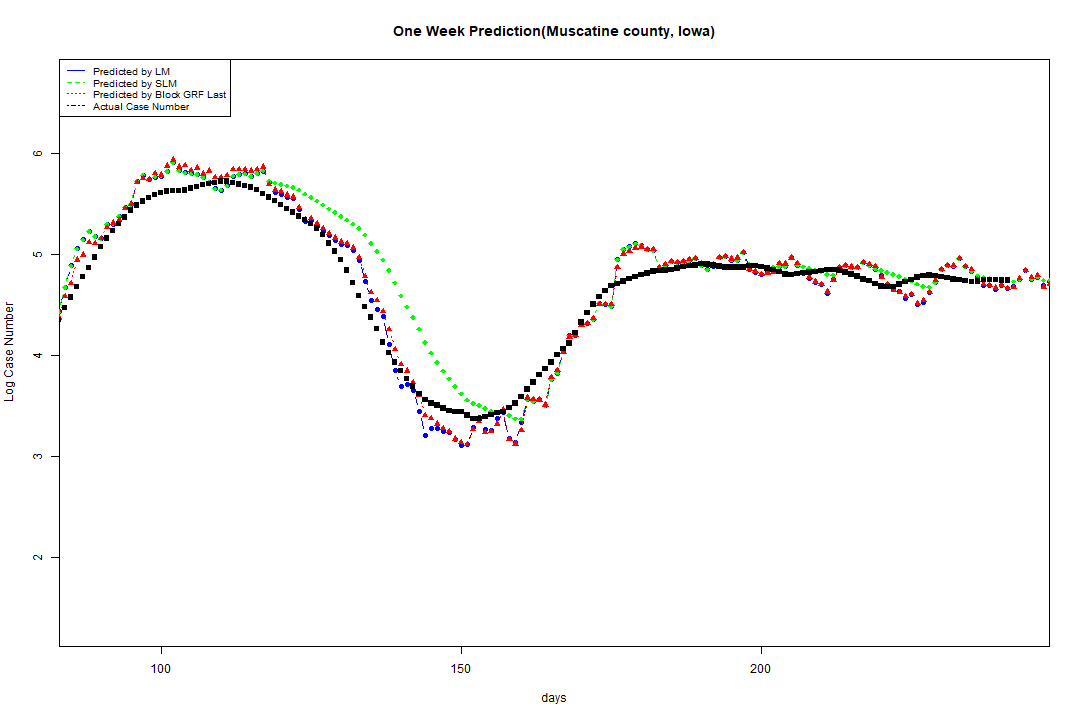 One Week Prediction(Muscatine county, Iowa)
Predicted by LM
Predicted by SLM
Predicted by Block GRF Last
Actual Case Number
6
5
4
3
2
Log Case Number
100
150
200
days